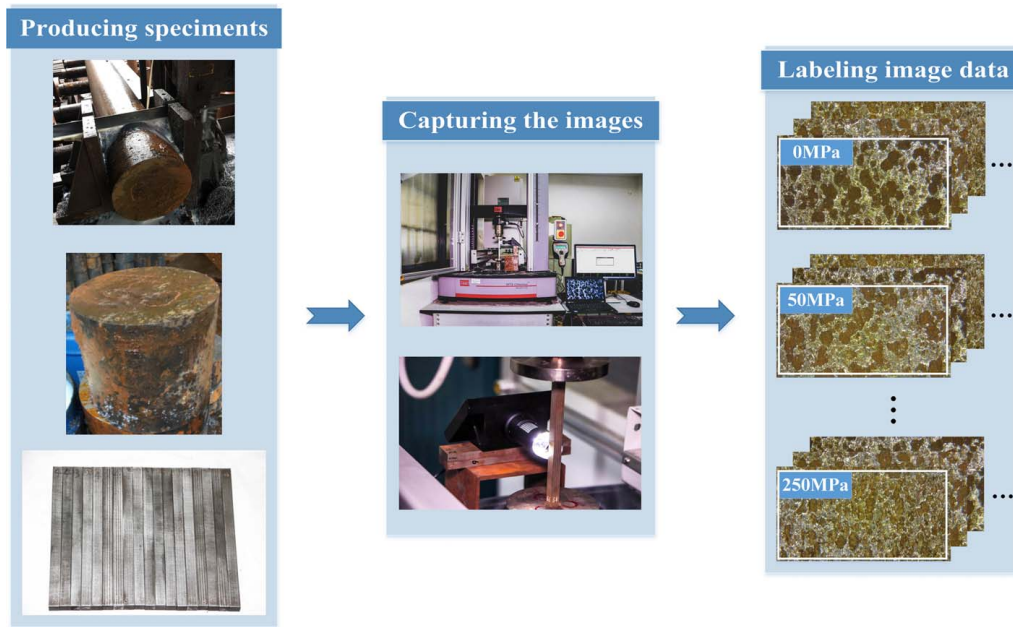 Producing speciments
Capturing the images
Labeling image data
0MPa
50MPa
250MPa